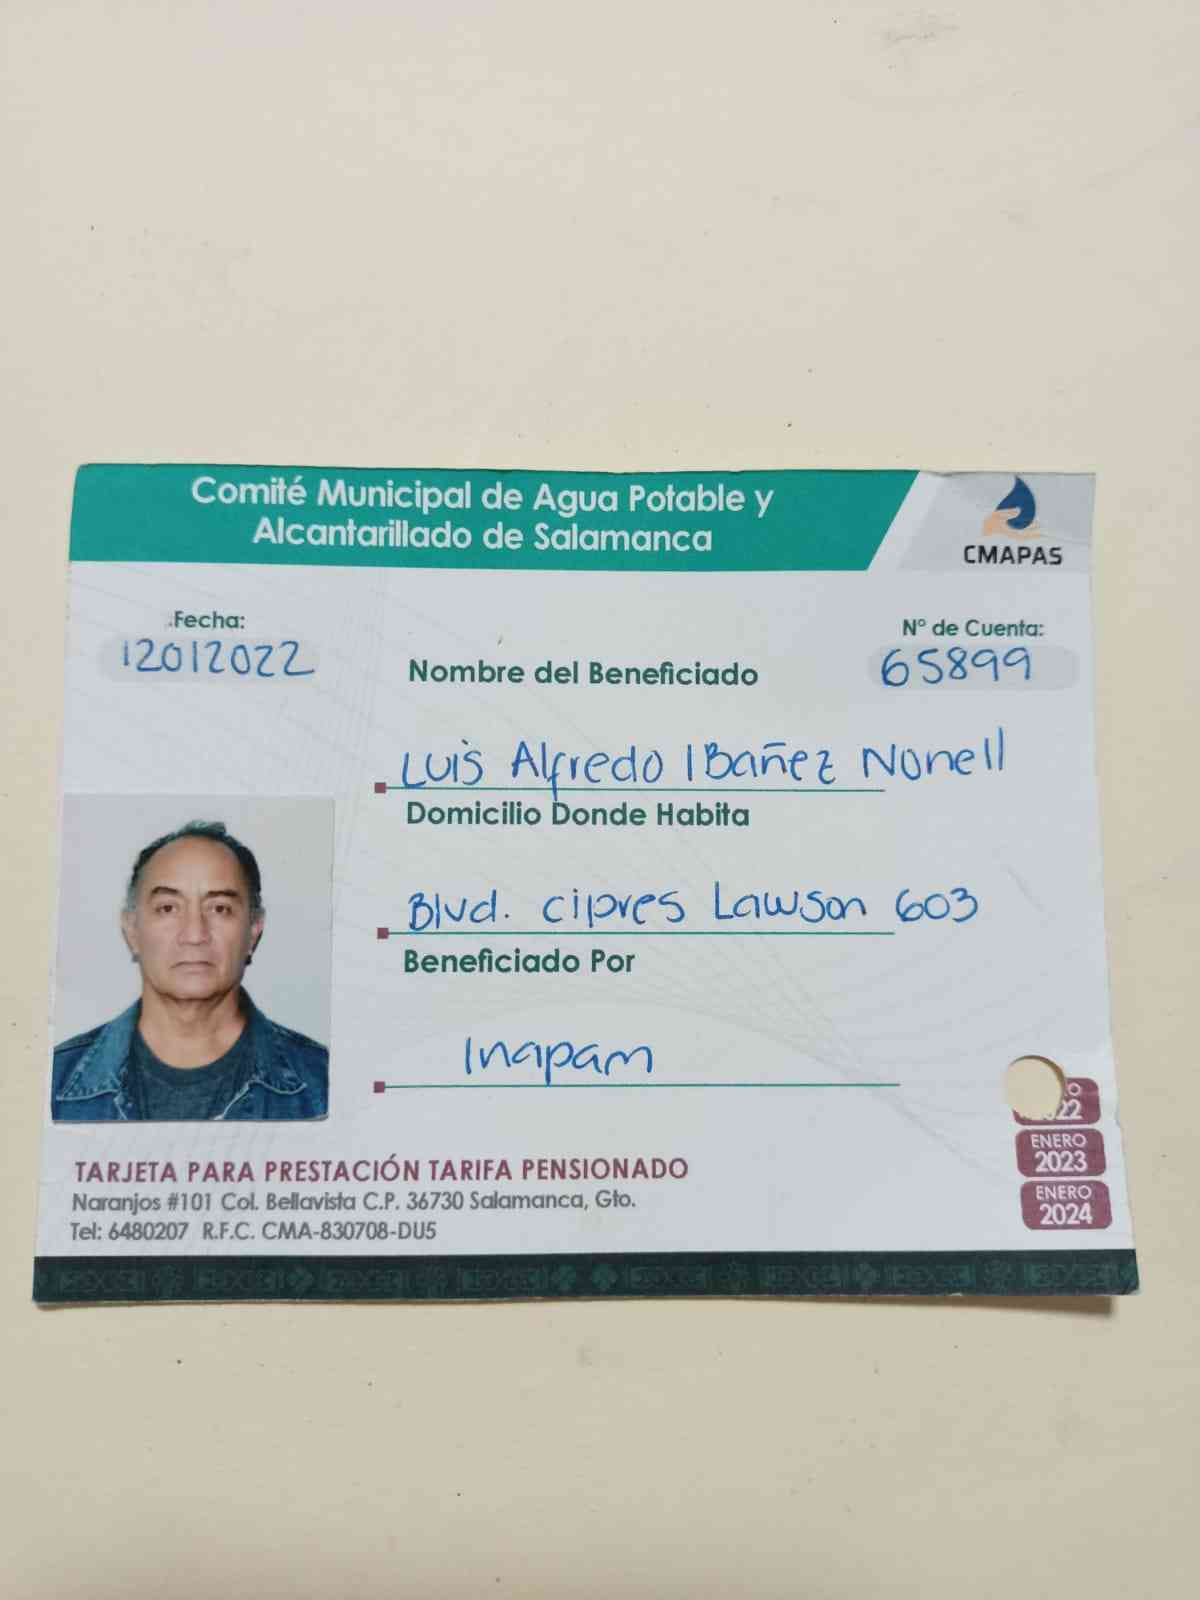 Comité Municipal de Agua Potable y
Alcantarillado de Salamanca
CMAPAS
Fecha:
12012022
Nº de Cuenta:
65899
Nombre del Beneficiado
Luis Alfredo IBañez Nonell
Domicilio Donde Habita
Blvd. cipres Lawson 603
Beneficiado Por
Inapam
2022
ENERO
2023
ENERO
2024
TARJETA PARA PRESTACIÓN TARIFA PENSIONADO
Naranjos #101 Col. Bellavista C.P. 36730 Salamanca, Gto.
Tel: 6480207 R.F.C. CMA-830708-DU5